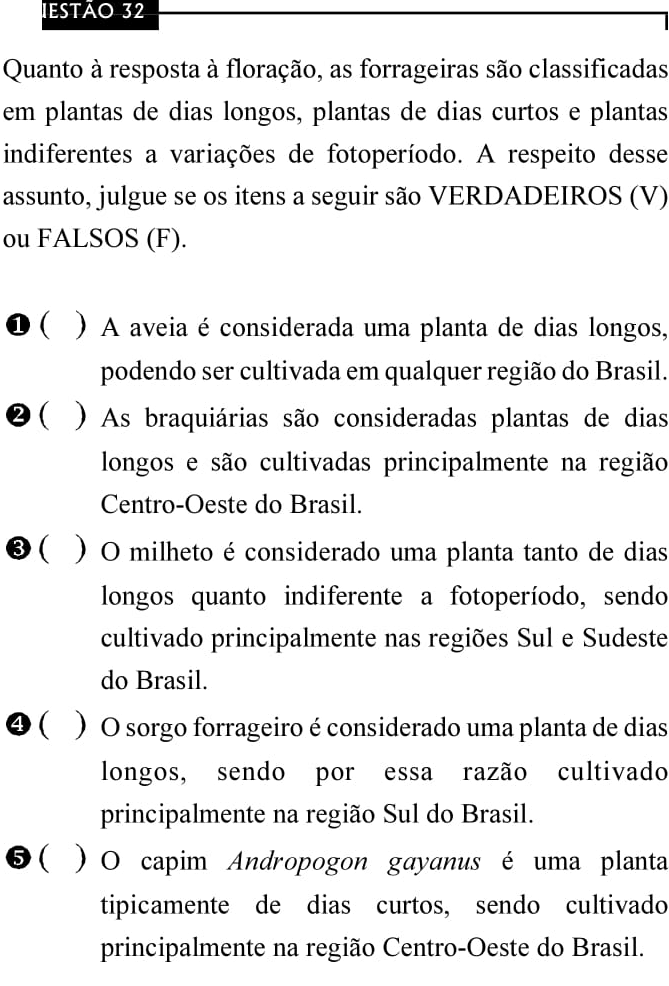 IESTÃO 32
Quanto à resposta à floração, as forrageiras são classificadas
em plantas de dias longos, plantas de dias curtos e plantas
indiferentes a variações de fotoperíodo. A respeito desse
assunto, julgue se os itens a seguir são VERDADEIROS (V)
ou FALSOS (F).
❶ ( ) A aveia é considerada uma planta de dias longos,
podendo ser cultivada em qualquer região do Brasil.
❷ ( ) As braquiárias são consideradas plantas de dias
longos e são cultivadas principalmente na região
Centro-Oeste do Brasil.
❸ ( ) O milheto é considerado uma planta tanto de dias
longos quanto indiferente a fotoperíodo, sendo
cultivado principalmente nas regiões Sul e Sudeste
do Brasil.
❹ ( ) O sorgo forrageiro é considerado uma planta de dias
longos, sendo por essa razão cultivado
principalmente na região Sul do Brasil.
❺ ( ) O capim Andropogon gayanus é uma planta
tipicamente de dias curtos, sendo cultivado
principalmente na região Centro-Oeste do Brasil.